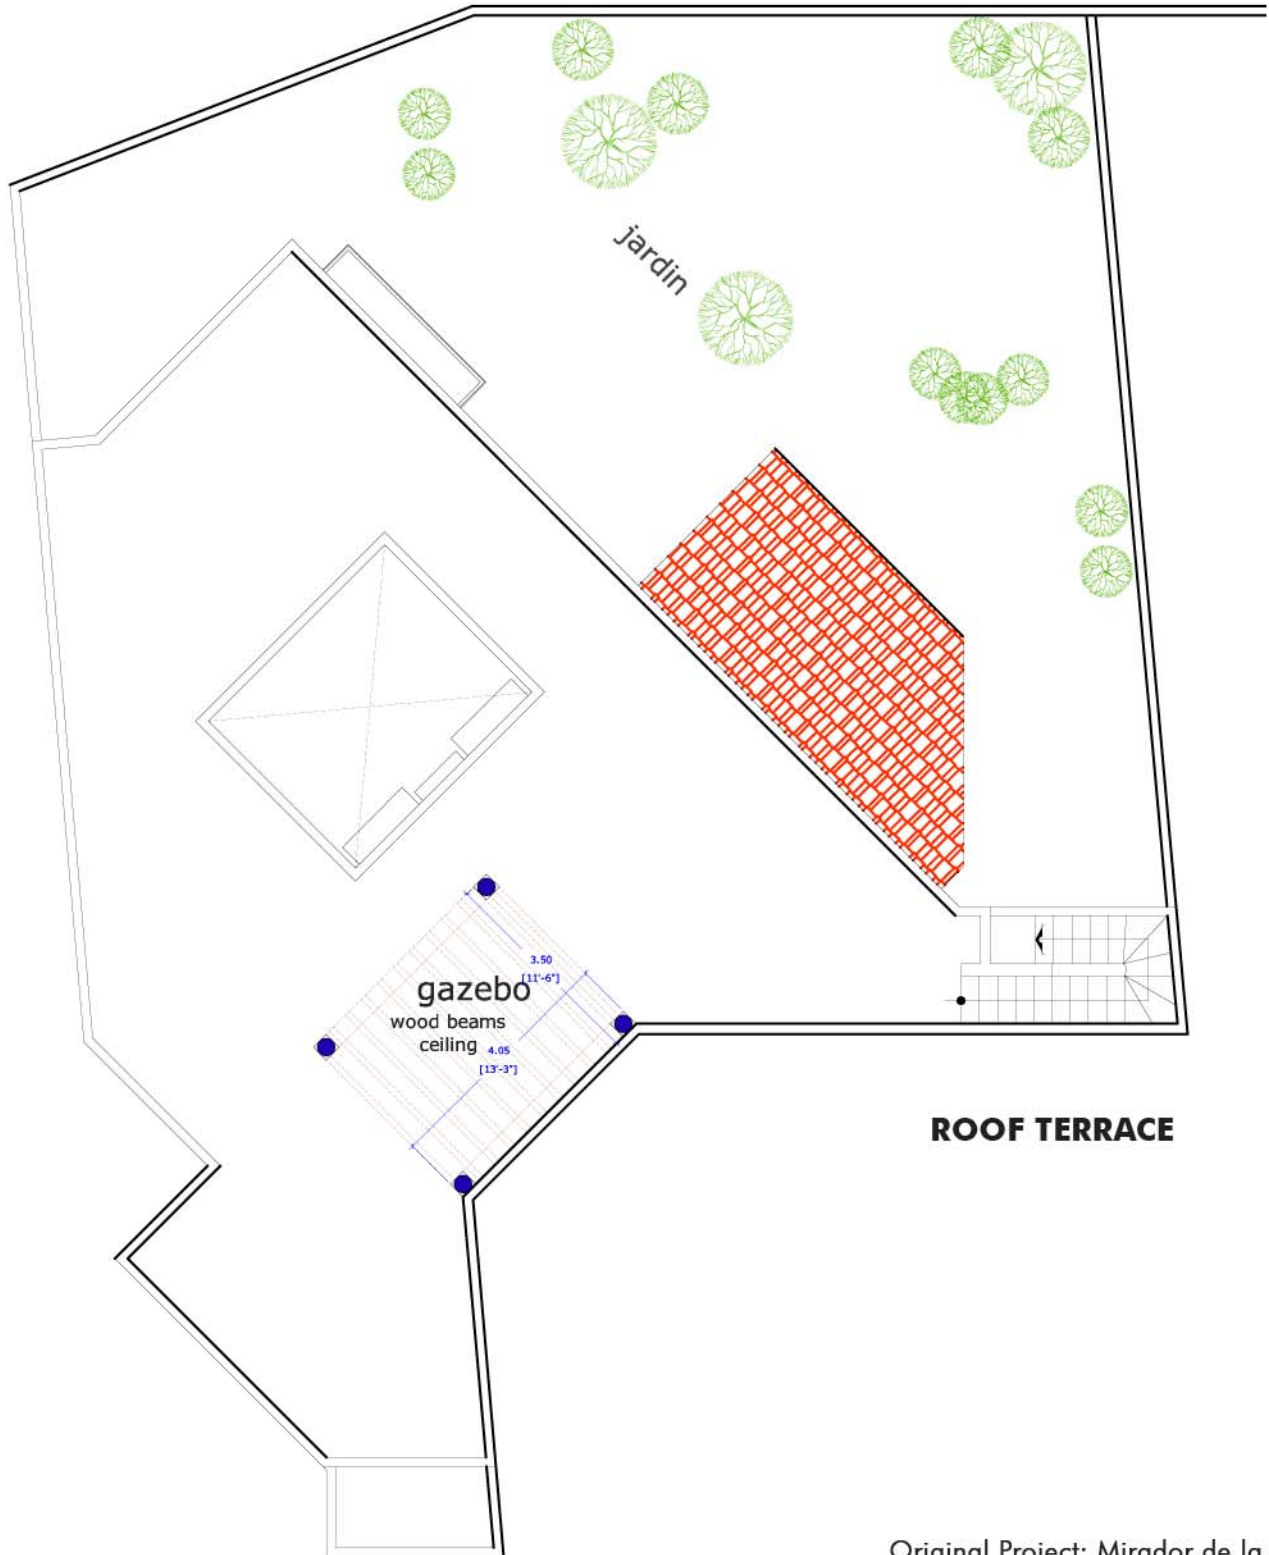 jardin
3.50
[11'-6"]
gazebo
wood beams
ceiling
4.05
[13'-3"]
ROOF TERRACE
Original Project: Mirador de la